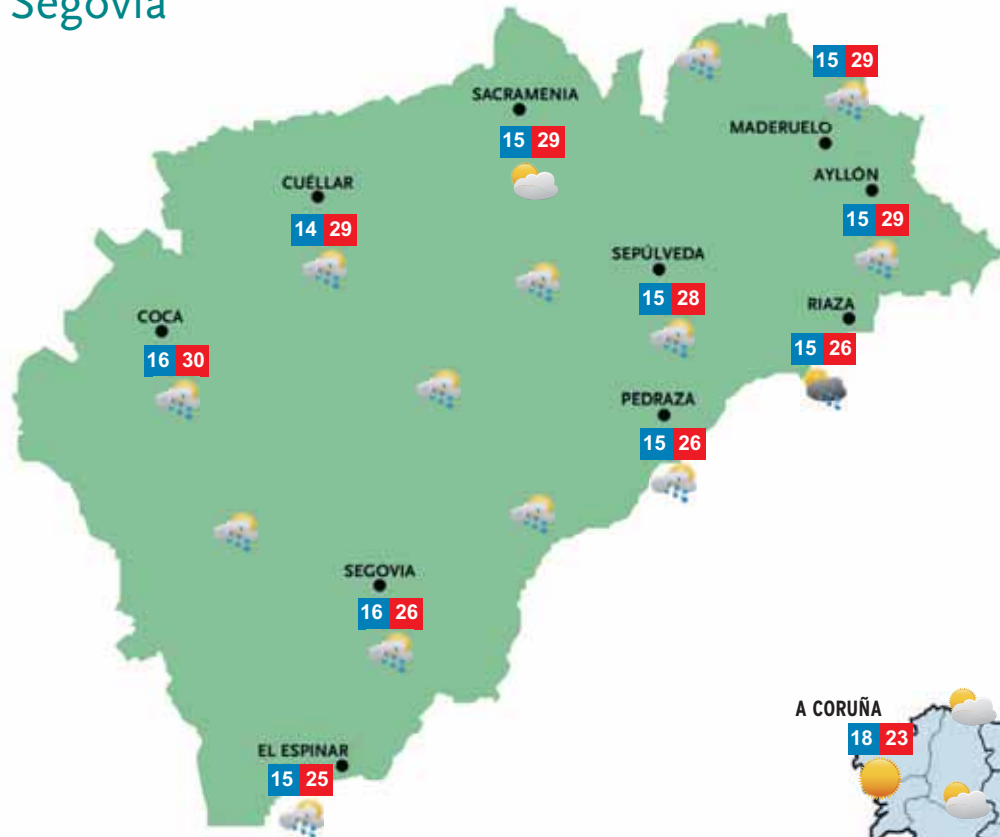 Segovia
15 29
SACRAMENIA
15 29
MADERUELO
AYLLÓN
15 29
CUÉLLAR
14 29
SEPÚLVEDA
15 28
RIAZA
15 26
COCA
16 30
PEDRAZA
15 26
SEGOVIA
16 26
A CORUÑA
18 23
EL ESPINAR
15 25